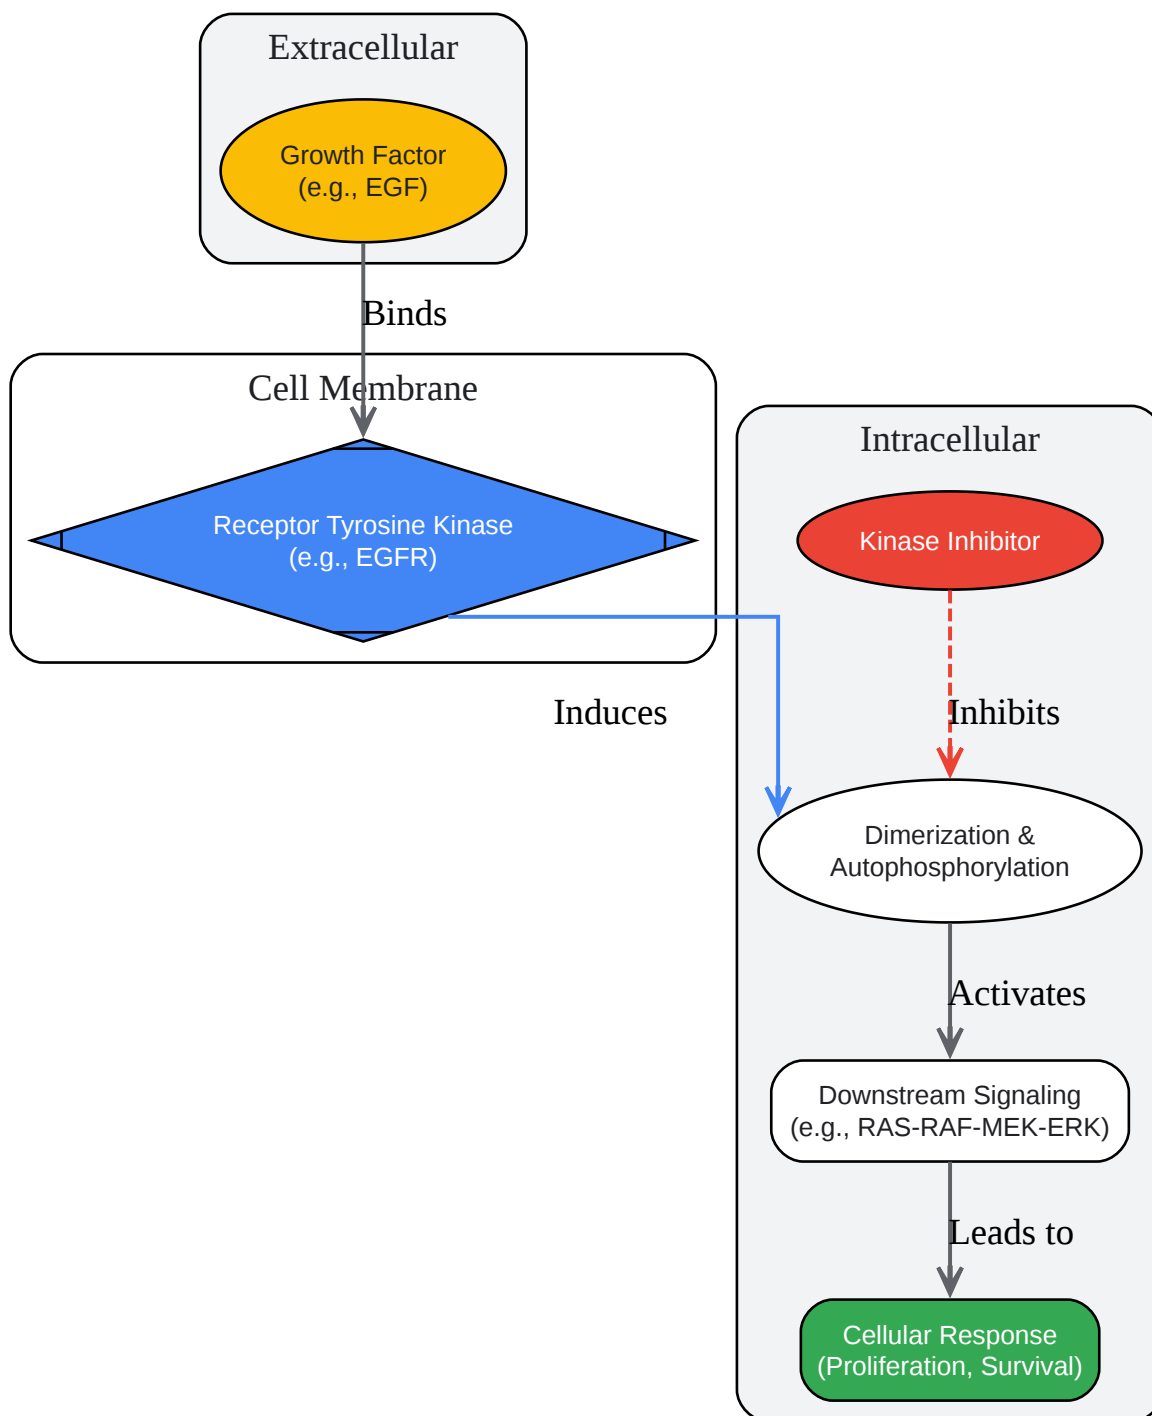 Extracellular
Growth Factor
(e.g., EGF)
Binds
Cell Membrane
Receptor Tyrosine Kinase
(e.g., EGFR)
Intracellular
Kinase Inhibitor
Induces
Inhibits
Dimerization &
Autophosphorylation
Activates
Downstream Signaling
(e.g., RAS-RAF-MEK-ERK)
Leads to
Cellular Response
(Proliferation, Survival)